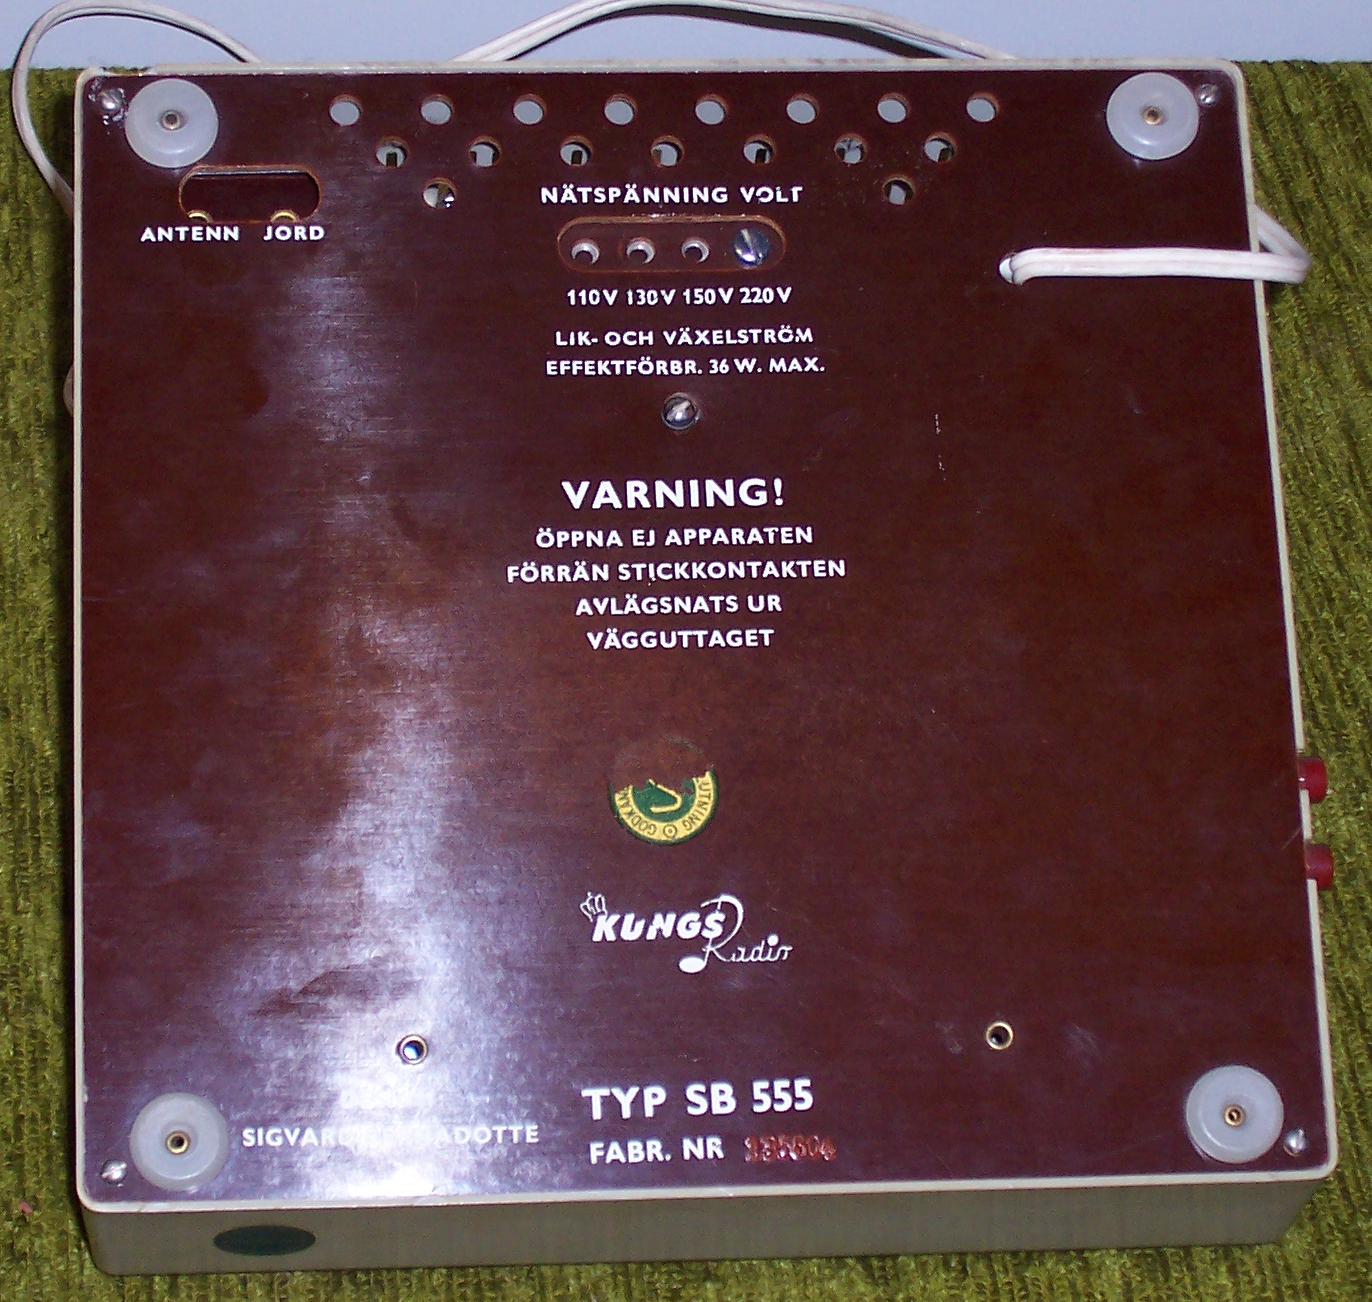 NÄTSPÄNNING VOLT
ANTENN JORD
110V 130V 150V 220V
LIK- OCH VÄXELSTRÖM
EFFEKTFÖRBR. 36 W. MAX.
VARNING!
ÖPPNA EJ APPARATEN
FÖRRÄN STICKKONTAKTEN
AVLÄGSNATS UR
VÄGGUTTAGET
KUNGS
Radio
TYP SB 555
SIGVARD
FABR. NR